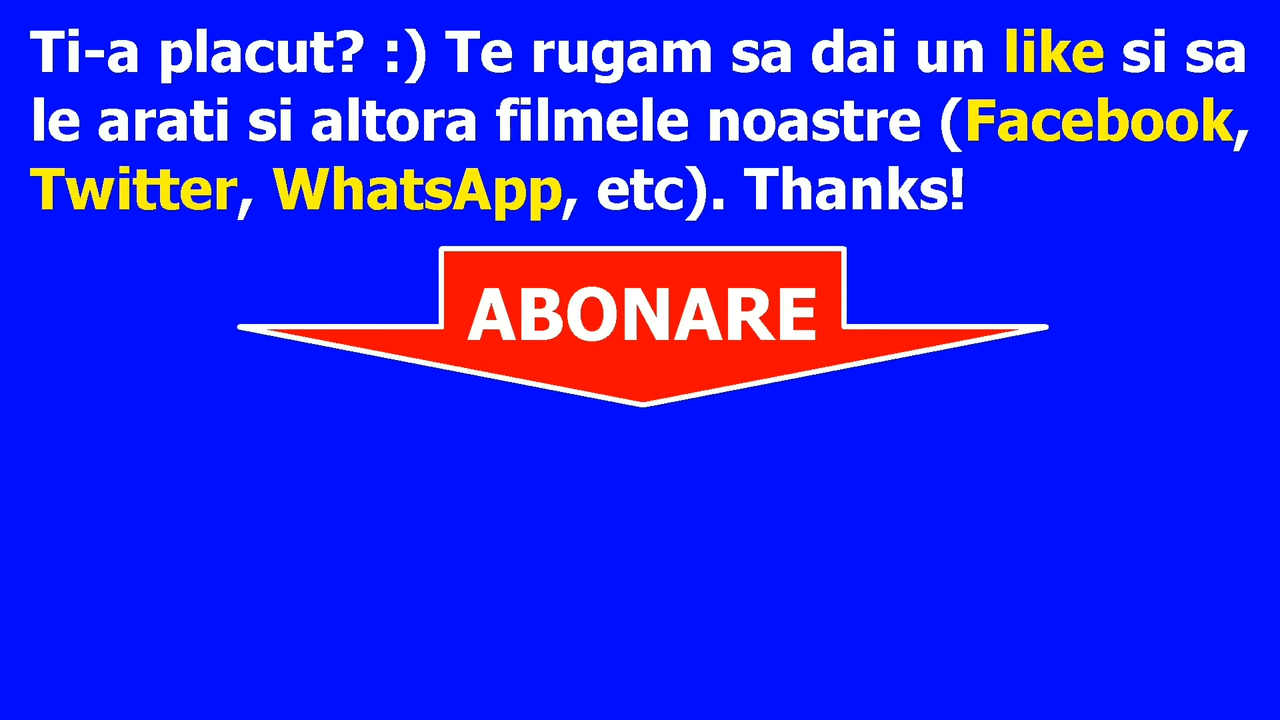 Ti-a placut? :) Te rugam sa dai un like si sa
le arati si altora filmele noastre (Facebook,
Twitter, WhatsApp, etc). Thanks!
ABONARE